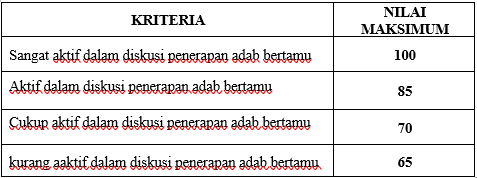 KRITERIA
NILAI
MAKSIMUM
Sangat aktif dalam diskusi penerapan adab bertamu
100
Aktif dalam diskusi penerapan adab bertamu
85
Cukup aktif dalam diskusi penerapan adab bertamu
70
kurang aaktif dalam diskusi penerapan adab bertamu
65